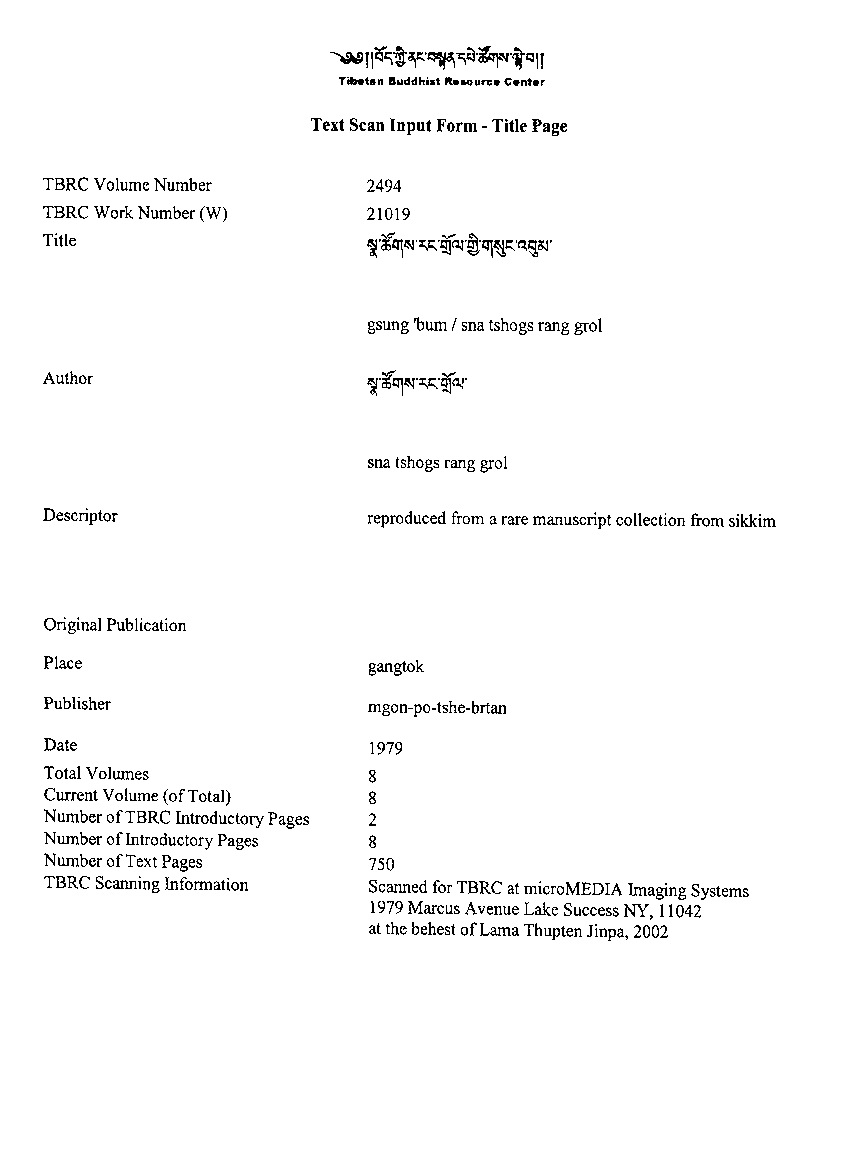 ༄༅།།བོད་ཀྱི་ནང་བསྟན་དཔེ་ཚོགས་ལྟེ་བ།།
Tibetan Buddhist Resource Center
Text Scan Input Form - Title Page
TBRC Volume Number 2494
TBRC Work Number (W) 21019
Title སྣ་ཚོགས་རང་གྲོལ་གྱི་གསུང་འབུམ་
gsung 'bum / sna tshogs rang grol
Author སྣ་ཚོགས་རང་གྲོལ་
sna tshogs rang grol
Descriptor reproduced from a rare manuscript collection from sikkim
Original Publication
Place gangtok
Publisher mgon-po-tshe-brtan
Date 1979
Total Volumes 8
Current Volume (of Total) 8
Number of TBRC Introductory Pages 2
Number of Introductory Pages 8
Number of Text Pages 750
TBRC Scanning Information Scanned for TBRC at microMEDIA Imaging Systems
1979 Marcus Avenue Lake Success NY, 11042
at the behest of Lama Thupten Jinpa, 2002